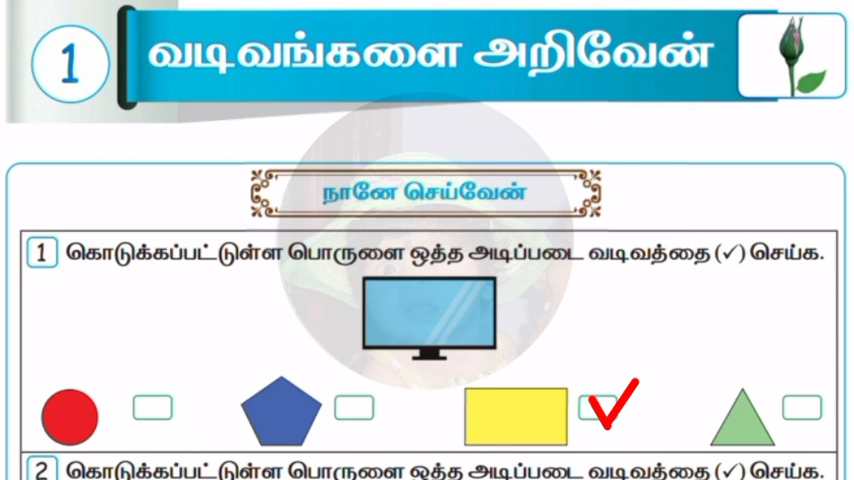 1
வடிவங்களை அறிவேன்
நானே செய்வேன்
1 கொடுக்கப்பட்டுள்ள பொருளை ஒத்த அடிப்படை வடிவத்தை (✓) செய்க.
2 கொடுக்கப்பட்டுள்ள பொருளை ஒத்த அடிப்படை வடிவத்தை (✓) செய்க.